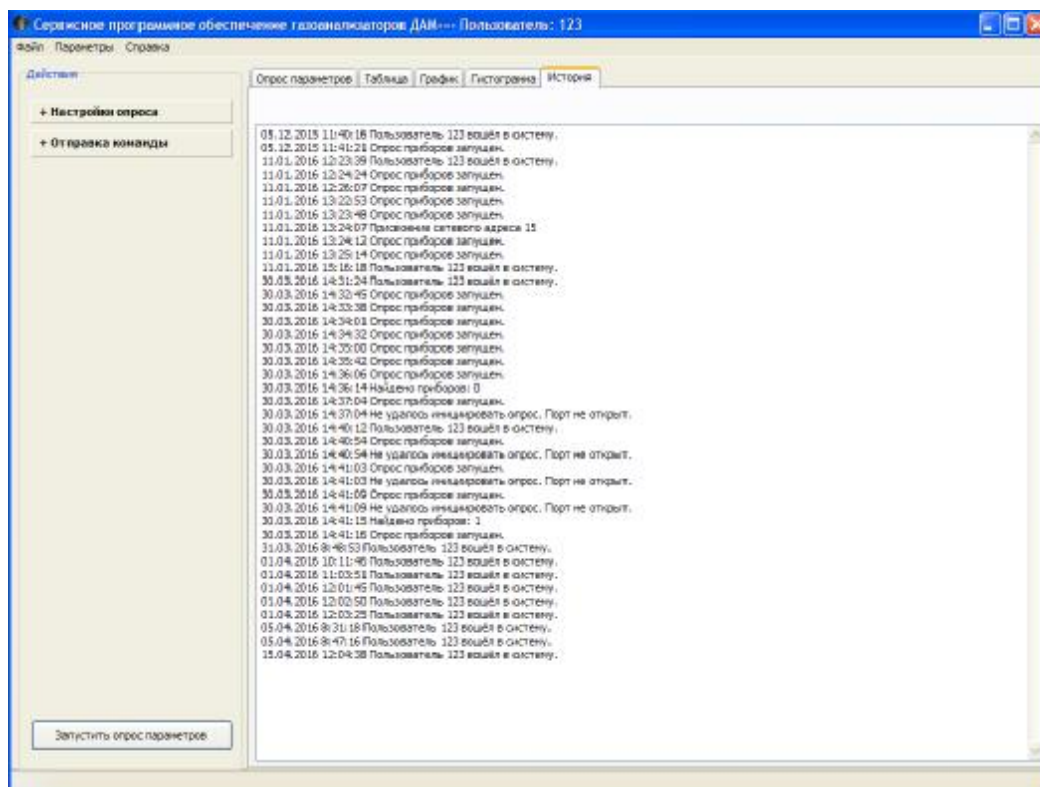 Сервисное программное обеспечение газоанализаторов ДАМ--- Пользователь: 123
Файл Параметры Справка
Действия
+ Настройки опроса
+ Отправка команды
Запустить опрос параметров
Опрос параметров Таблица График Гистограмма История
05.12.2015 11:40:16 Пользователь 123 вошёл в систему.
05.12.2015 11:41:21 Опрос приборов запущен.
11.01.2016 12:23:39 Пользователь 123 вошёл в систему.
11.01.2016 12:24:24 Опрос приборов запущен.
11.01.2016 12:26:07 Опрос приборов запущен.
11.01.2016 13:22:53 Опрос приборов запущен.
11.01.2016 13:23:48 Опрос приборов запущен.
11.01.2016 13:24:07 Присвоение сетевого адреса 15
11.01.2016 13:24:12 Опрос приборов запущен.
11.01.2016 13:25:14 Опрос приборов запущен.
11.01.2016 15:16:18 Пользователь 123 вошёл в систему.
30.03.2016 14:31:24 Пользователь 123 вошёл в систему.
30.03.2016 14:32:45 Опрос приборов запущен.
30.03.2016 14:33:38 Опрос приборов запущен.
30.03.2016 14:34:01 Опрос приборов запущен.
30.03.2016 14:34:32 Опрос приборов запущен.
30.03.2016 14:35:00 Опрос приборов запущен.
30.03.2016 14:35:42 Опрос приборов запущен.
30.03.2016 14:36:06 Опрос приборов запущен.
30.03.2016 14:36:14 Найдено приборов: 0
30.03.2016 14:37:04 Опрос приборов запущен.
30.03.2016 14:37:04 Не удалось инициировать опрос. Порт не открыт.
30.03.2016 14:40:12 Пользователь 123 вошёл в систему.
30.03.2016 14:40:54 Опрос приборов запущен.
30.03.2016 14:40:54 Не удалось инициировать опрос. Порт не открыт.
30.03.2016 14:41:03 Опрос приборов запущен.
30.03.2016 14:41:03 Не удалось инициировать опрос. Порт не открыт.
30.03.2016 14:41:09 Опрос приборов запущен.
30.03.2016 14:41:09 Не удалось инициировать опрос. Порт не открыт.
30.03.2016 14:41:15 Найдено приборов: 1
30.03.2016 14:41:16 Опрос приборов запущен.
31.03.2016 8:48:53 Пользователь 123 вошёл в систему.
01.04.2016 10:11:46 Пользователь 123 вошёл в систему.
01.04.2016 11:03:51 Пользователь 123 вошёл в систему.
01.04.2016 12:01:45 Пользователь 123 вошёл в систему.
01.04.2016 12:02:50 Пользователь 123 вошёл в систему.
01.04.2016 12:03:25 Пользователь 123 вошёл в систему.
05.04.2016 8:31:18 Пользователь 123 вошёл в систему.
05.04.2016 8:47:16 Пользователь 123 вошёл в систему.
15.04.2016 12:04:38 Пользователь 123 вошёл в систему.